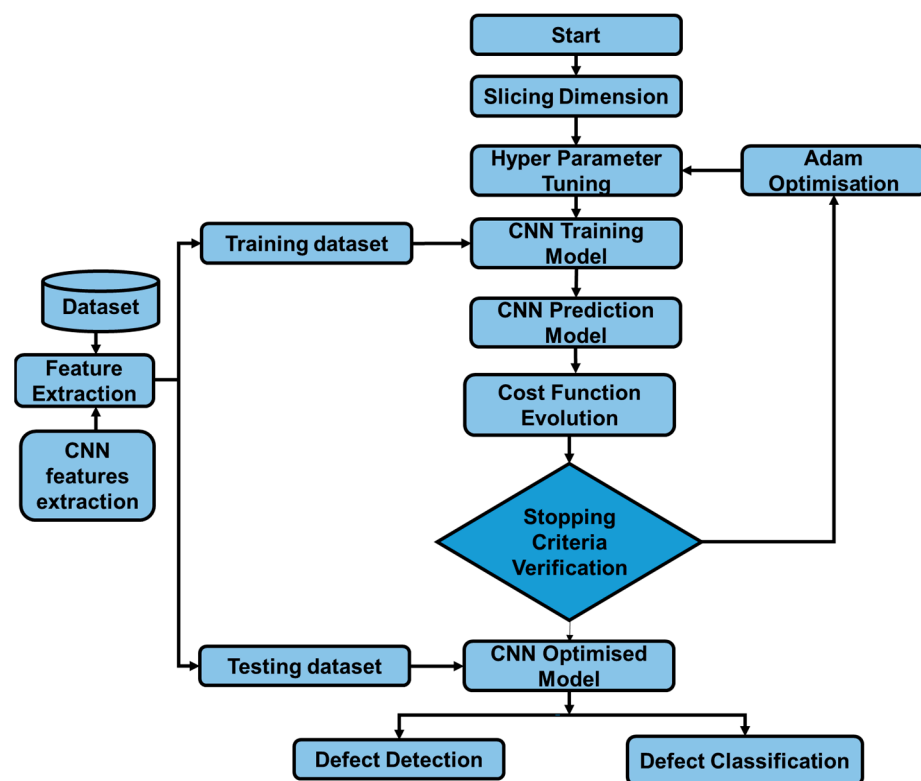 Start
Slicing Dimension
Hyper Parameter
Tuning
Adam
Optimisation
Training dataset
CNN Training
Model
Dataset
CNN Prediction
Model
Feature
Extraction
Cost Function
Evolution
CNN
features
extraction
Stopping
Criteria
Verification
Testing dataset
CNN Optimised
Model
Defect Detection
Defect Classification